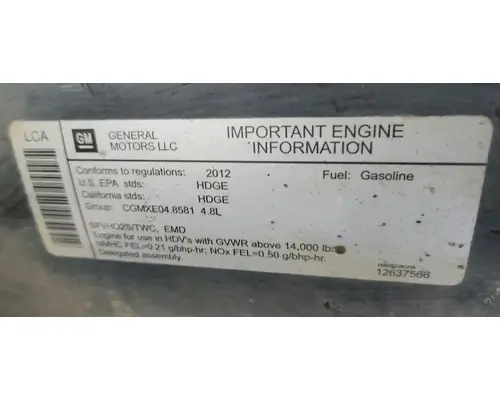 LCA
GM
GENERAL
MOTORS LLC
IMPORTANT ENGINE
INFORMATION
Conforms to regulations: 2012
U.S. EPA stds: HDGE
California stds: HDGE
Group: CGMXE04.8581 4.8L
Fuel: Gasoline
SFI/HO2S/TWC, EMD
Engine for use in HDV's with GVWR above 14,000 lbs.
NMHC FEL=0.21 g/bhp-hr; NOx FEL=0.50 g/bhp-hr.
Delegated assembly.
12637566